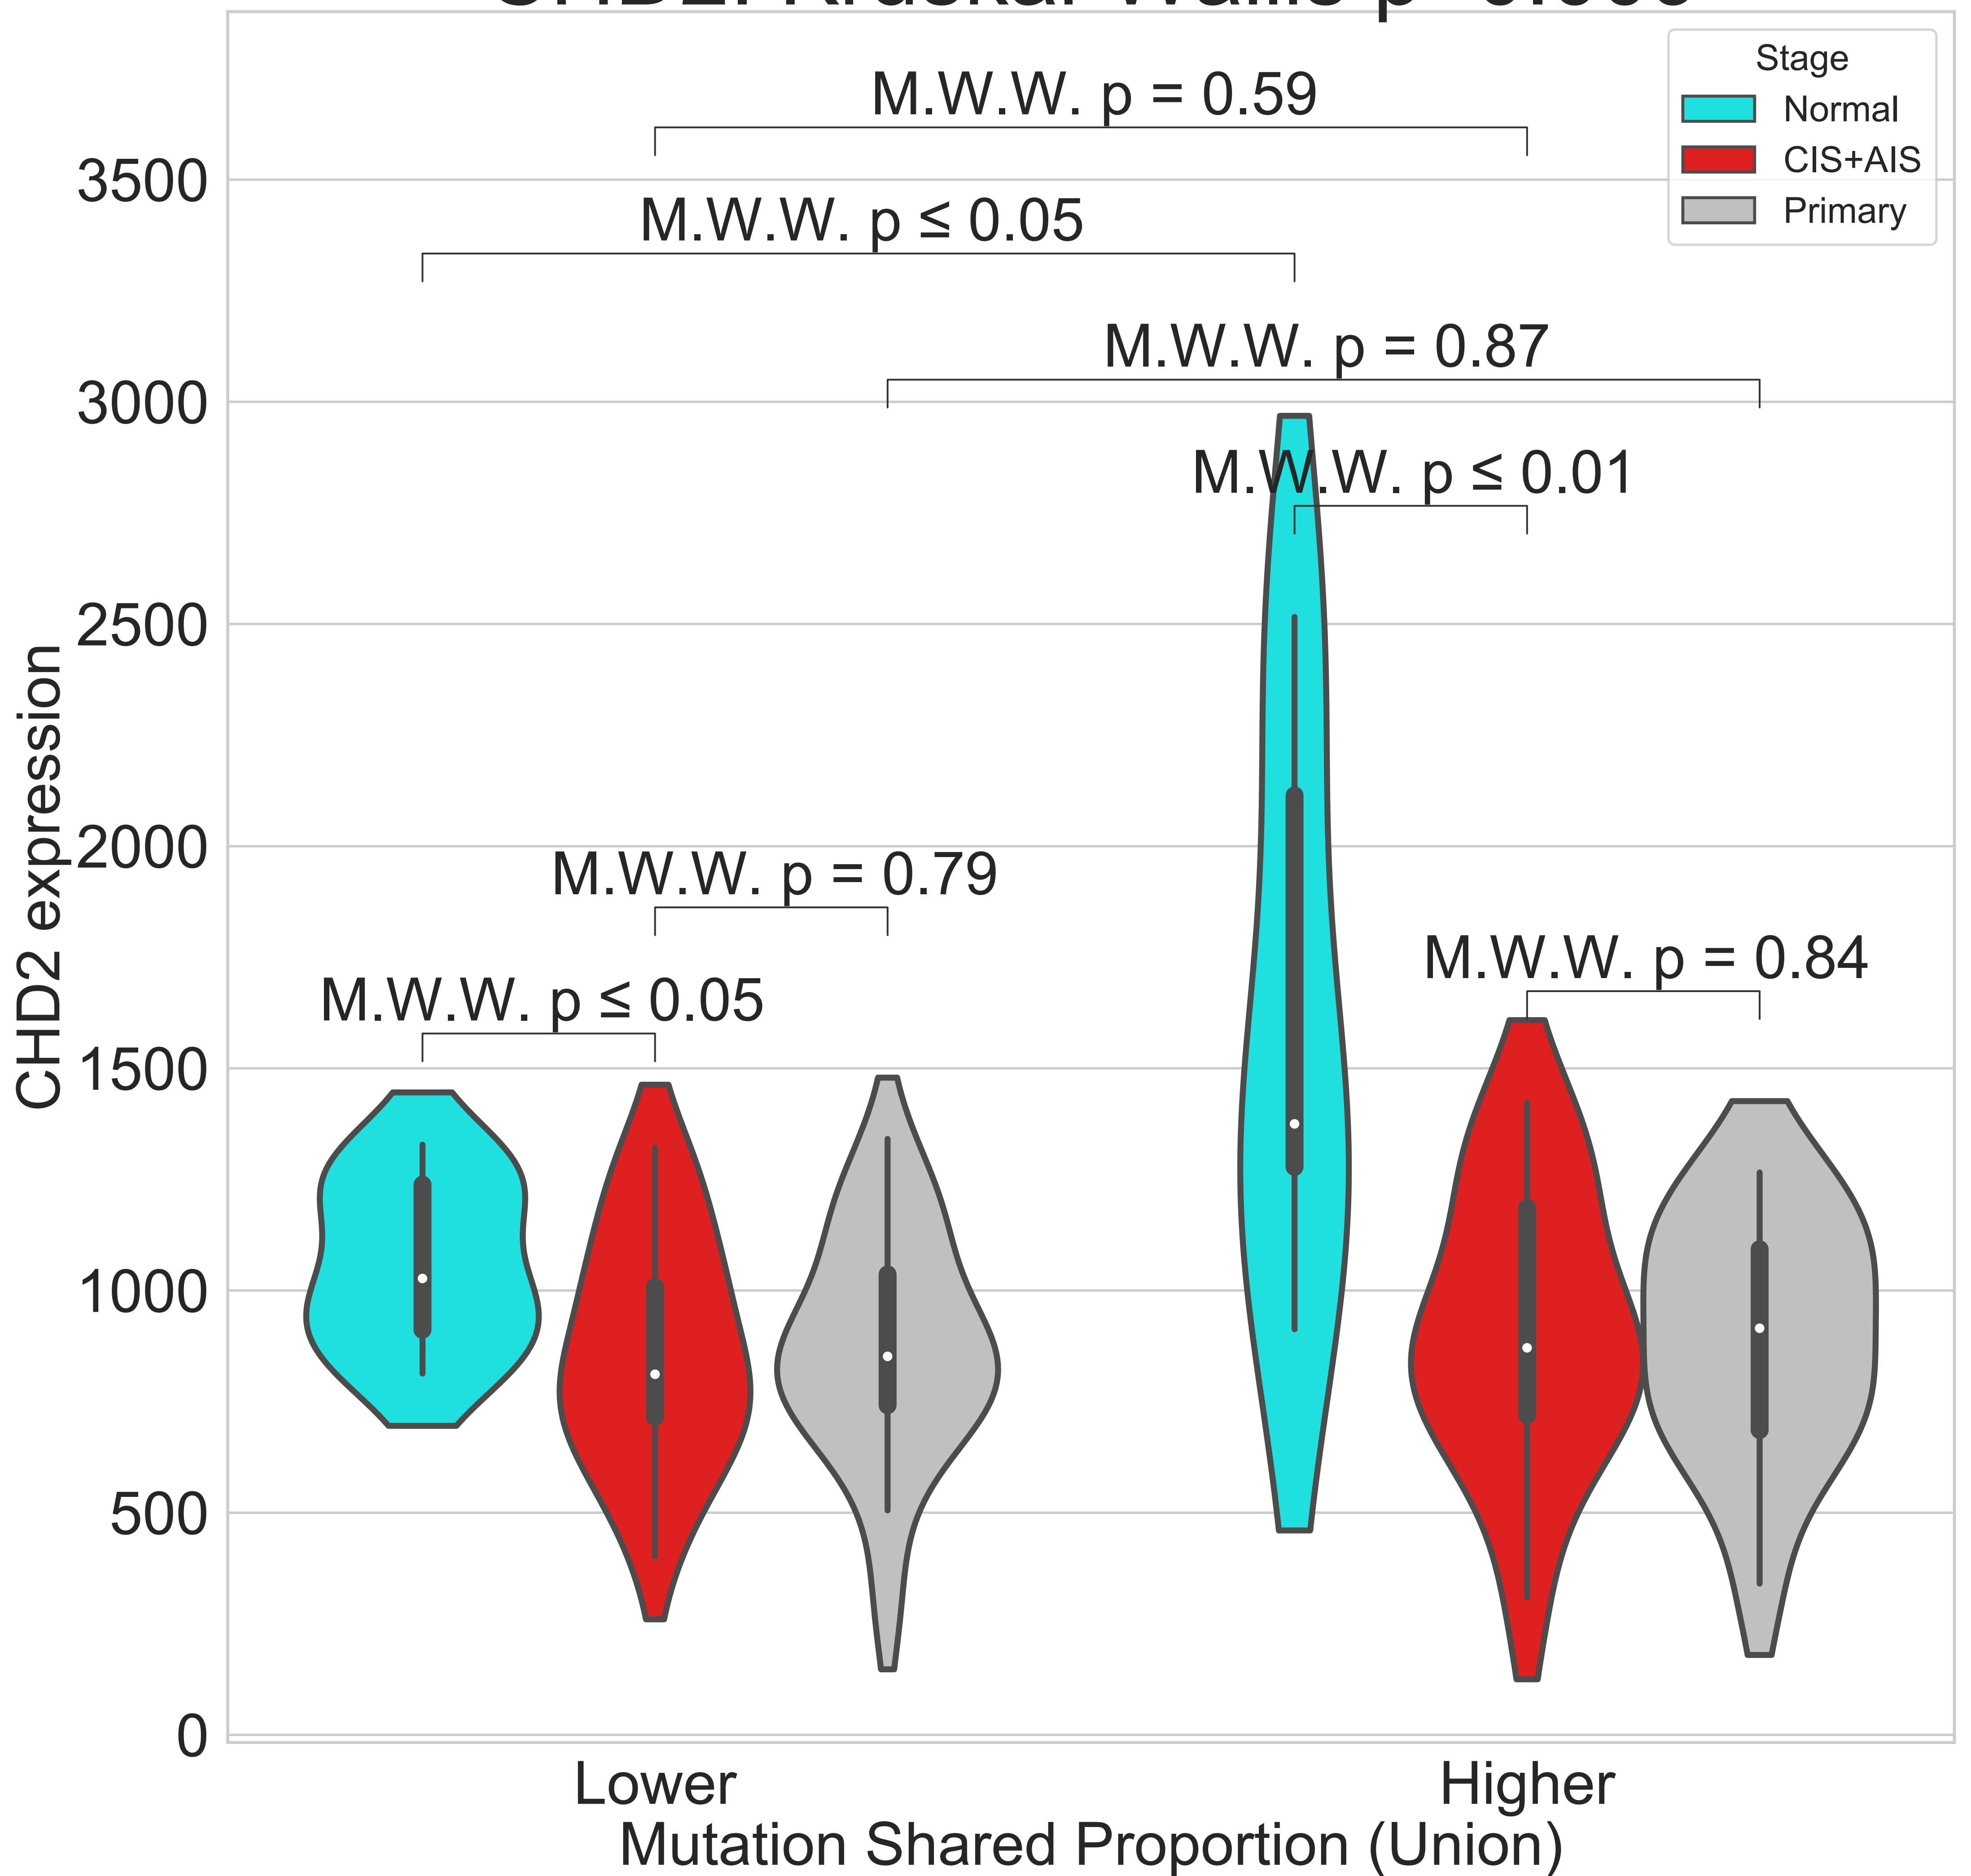 Stage
Normal
CIS+AIS
Primary
M.W.W. p = 0.59
M.W.W. p ≤ 0.05
M.W.W. p = 0.87
M.W.W. p ≤ 0.01
M.W.W. p = 0.79
M.W.W. p = 0.84
M.W.W. p ≤ 0.05
3500
3000
2500
2000
1500
1000
500
0
CHD2 expression
Lower
Higher
Mutation Shared Proportion (Union)